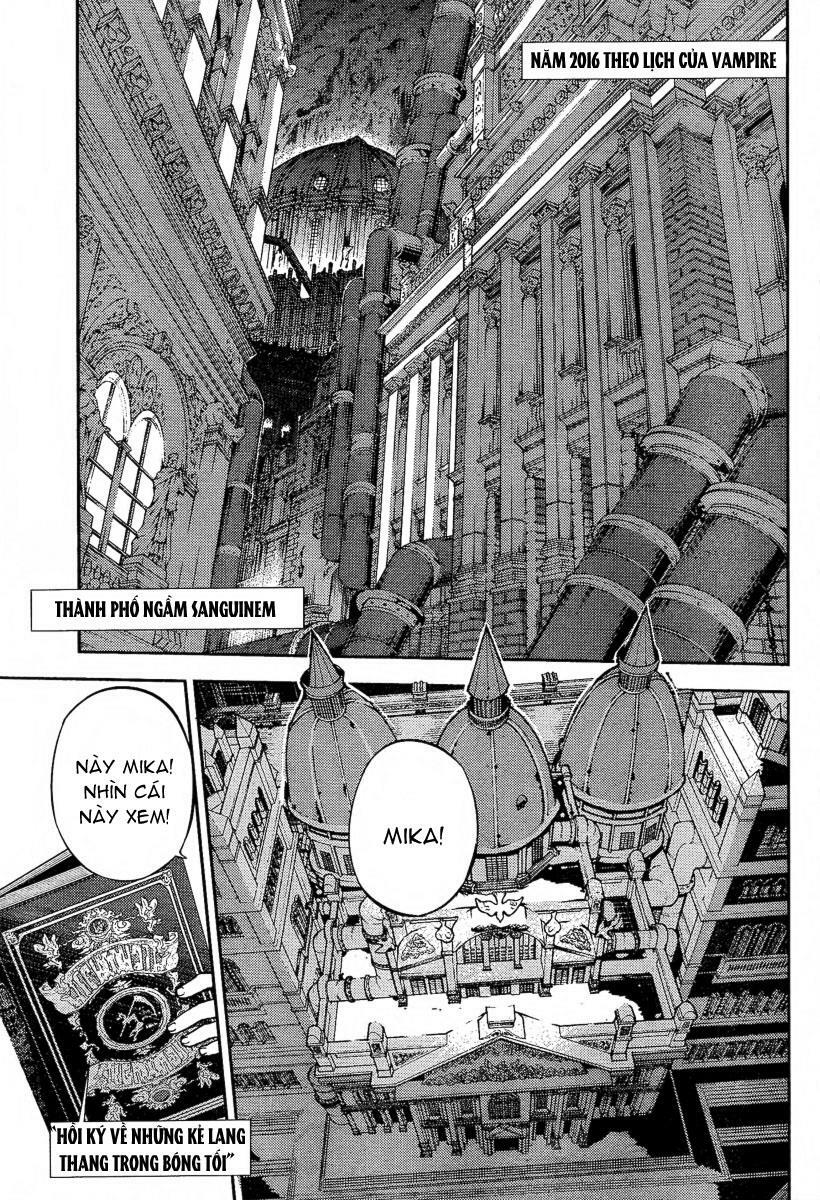 NĂM 2016 THEO LỊCH CỦA VAMPIRE
THÀNH PHỐ NGẦM SANGUINEM
MIKA!
NÀY MIKA!
NHÌN CÁI
NÀY XEM!
"HỒI KÝ VỀ NHỮNG KẺ LANG
THANG TRONG BÓNG TỐI"